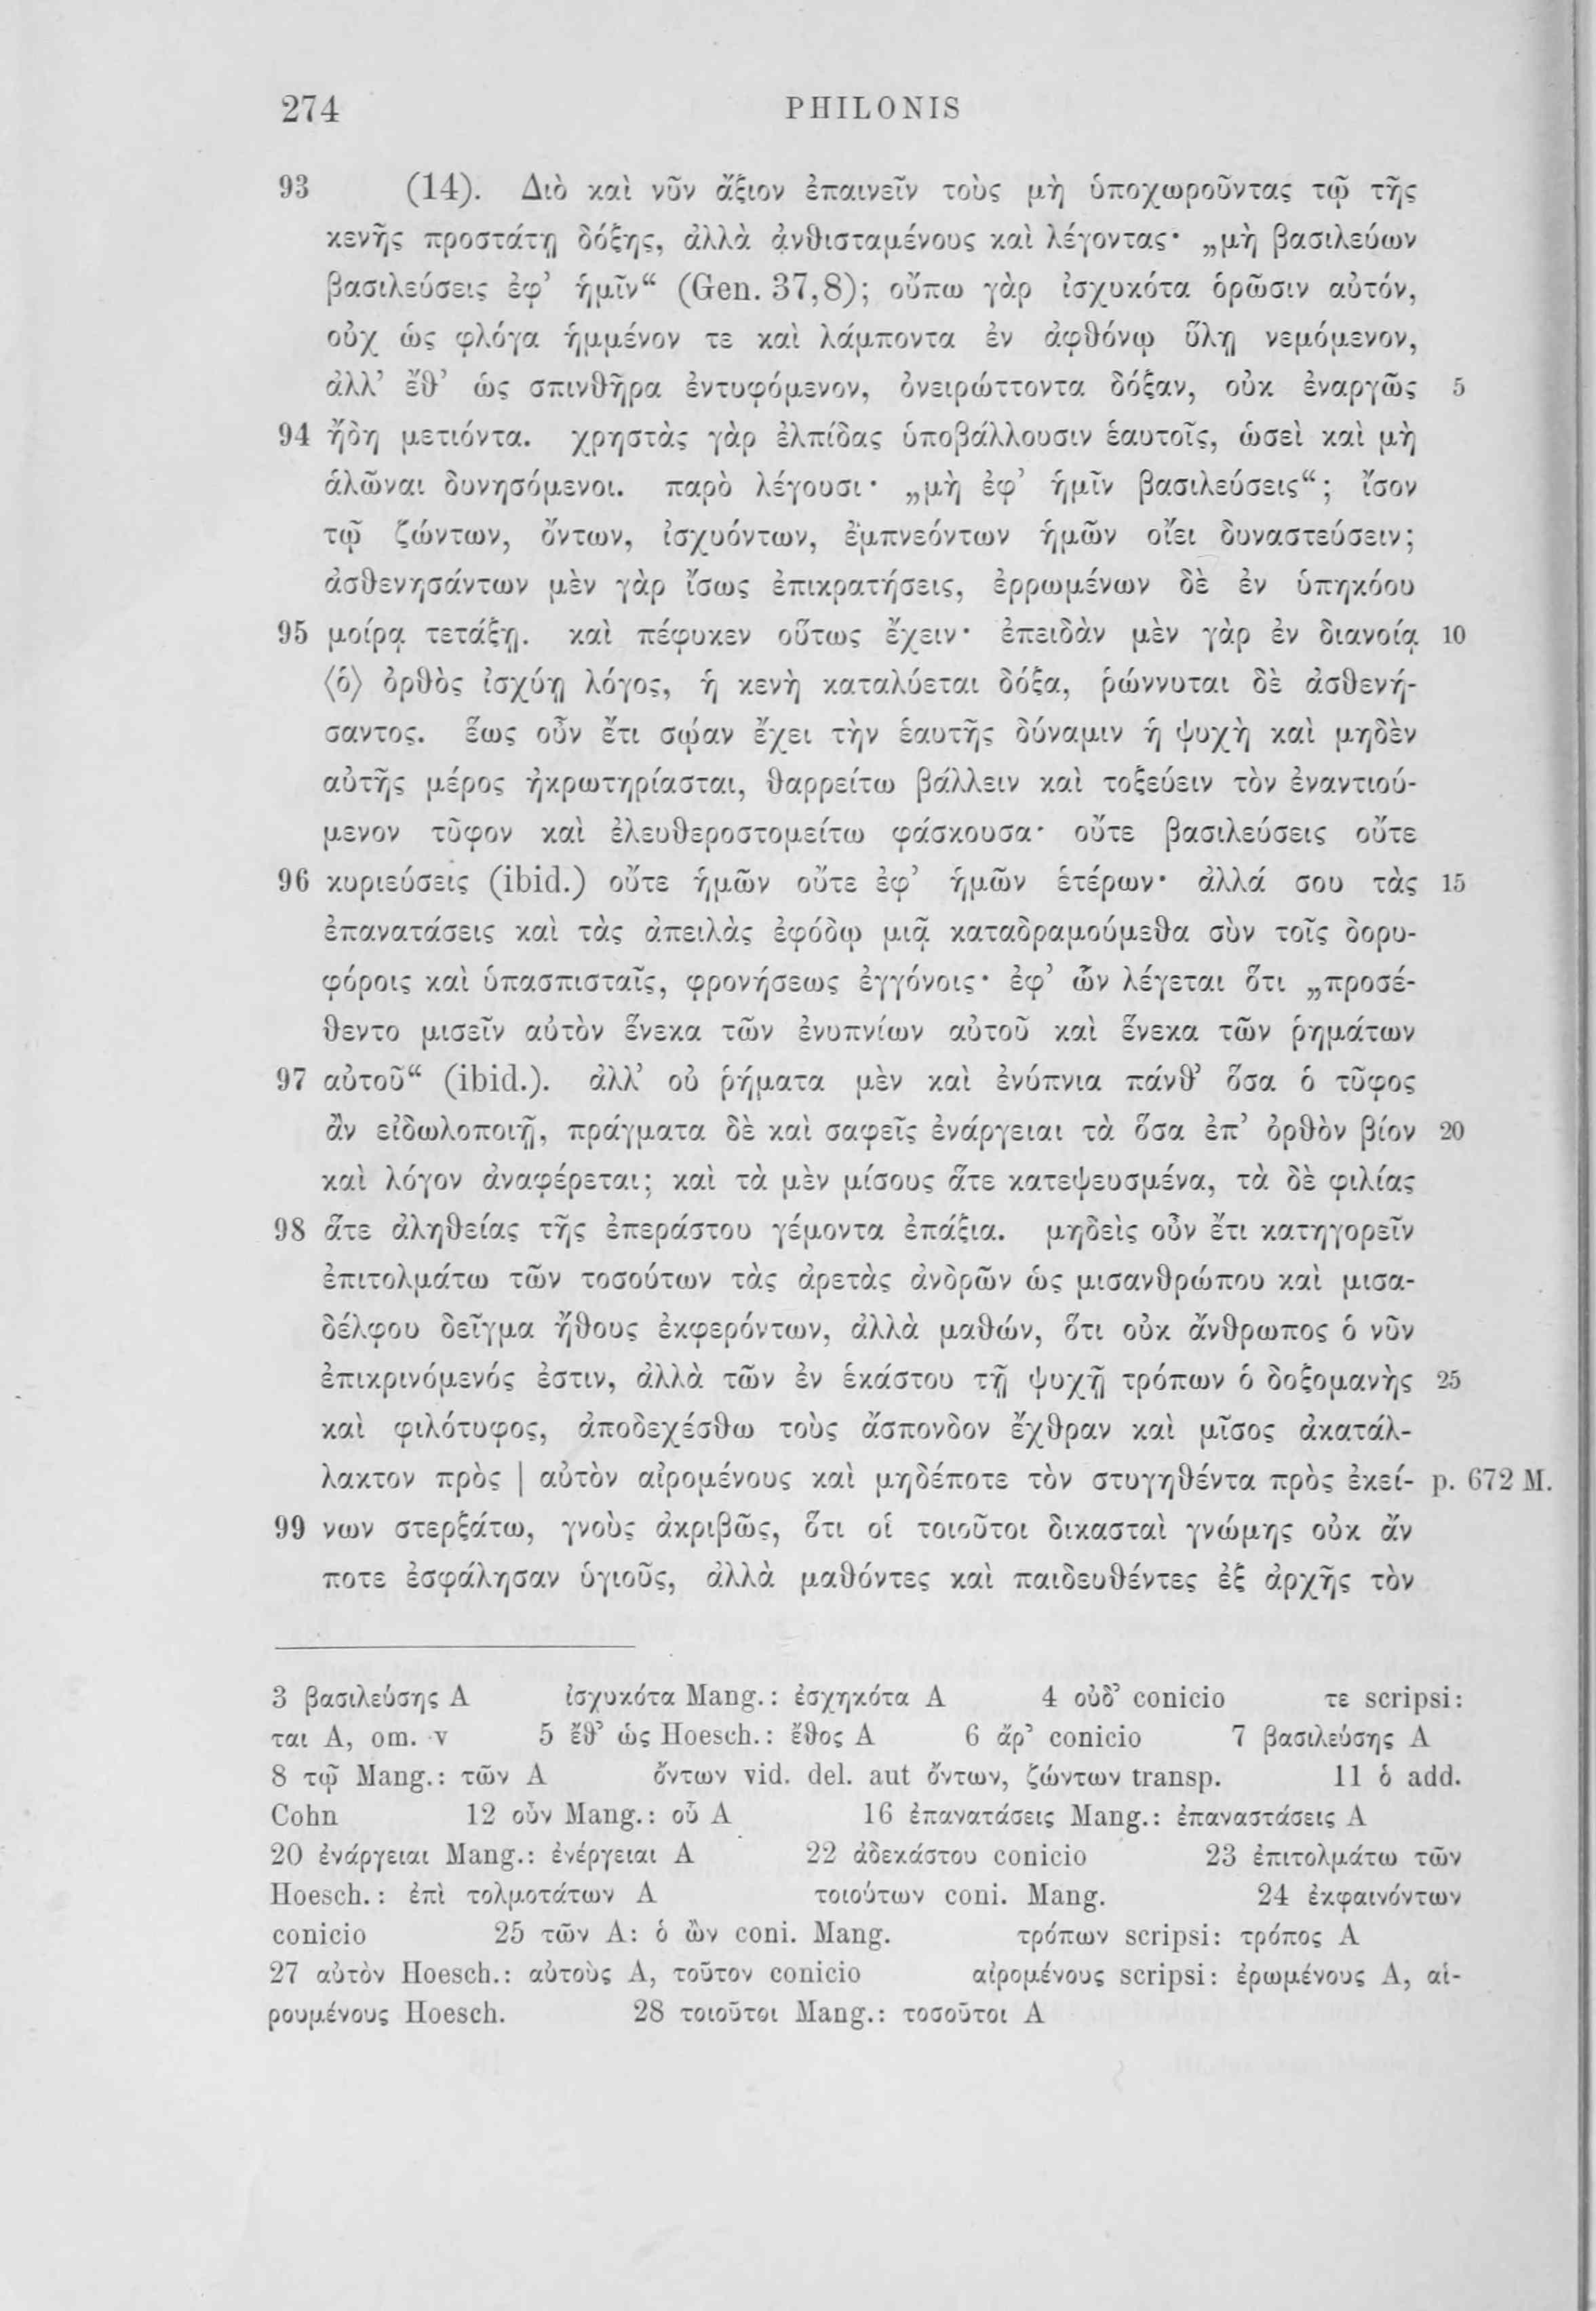 274 PHILONIS
93 (14). Διὸ καὶ νῦν ἄξιον ἐπαινεῖν τοὺς μὴ ὑποχωροῦντας τῷ τῆς
κενῆς προστάτῃ δόξης, ἀλλὰ ἀνθισταμένους καὶ λέγοντας· „μὴ βασιλεύων
βασιλεύσεις ἐφ’ ἡμῖν“ (Gen. 37,8); οὔπω γὰρ ἰσχυκότα ὁρῶσιν αὐτόν,
οὐχ ὡς φλόγα ἡμμένον τε καὶ λάμποντα ἐν ἀφθόνῳ ὕλῃ νεμόμενον,
ἀλλ’ ἔθ’ ὡς σπινθῆρα ἐντυφόμενον, ὀνειρώττοντα δόξαν, οὐκ ἐναργῶς 5
94 ἤδη μετιόντα. χρηστὰς γὰρ ἐλπίδας ὑποβάλλουσιν ἑαυτοῖς, ὡσεὶ καὶ μὴ
ἁλῶναι δυνησόμενοι. παρὸ λέγουσι· „μὴ ἐφ’ ἡμῖν βασιλεύσεις“; ἴσον
τῷ ζώντων, ὄντων, ἰσχυόντων, ἐμπνεόντων ἡμῶν οἴει δυναστεύσειν;
ἀσθενησάντων μὲν γὰρ ἴσως ἐπικρατήσεις, ἐρρωμένων δὲ ἐν ὑπηκόου
95 μοίρᾳ τετάξῃ. καὶ πέφυκεν οὕτως ἔχειν· ἐπειδὰν μὲν γὰρ ἐν διανοίᾳ 10
⟨ὁ⟩ ὀρθὸς ἰσχύῃ λόγος, ἡ κενὴ καταλύεται δόξα, ῥώννυται δὲ ἀσθενή-
σαντος. ἕως οὖν ἔτι σῴαν ἔχει τὴν ἑαυτῆς δύναμιν ἡ ψυχὴ καὶ μηδὲν
αὐτῆς μέρος ἠκρωτηρίασται, θαρρείτω βάλλειν καὶ τοξεύειν τὸν ἐναντιού-
μενον τῦφον καὶ ἐλευθεροστομείτω φάσκουσα· οὔτε βασιλεύσεις οὔτε
96 κυριεύσεις (ibid.) οὔτε ἡμῶν οὔτε ἐφ’ ἡμῶν ἑτέρων· ἀλλά σου τὰς 15
ἐπανατάσεις καὶ τὰς ἀπειλὰς ἐφόδῳ μιᾷ καταδραμούμεθα σὺν τοῖς δορυ-
φόροις καὶ ὑπασπισταῖς, φρονήσεως ἐγγόνοις· ἐφ’ ὧν λέγεται ὅτι „προσέ-
θεντο μισεῖν αὐτὸν ἕνεκα τῶν ἐνυπνίων αὐτοῦ καὶ ἕνεκα τῶν ῥημάτων
97 αὐτοῦ“ (ibid.). ἀλλ’ οὐ ῥήματα μὲν καὶ ἐνύπνια πάνθ’ ὅσα ὁ τῦφος
ἂν εἰδωλοποιῇ, πράγματα δὲ καὶ σαφεῖς ἐνάργειαι τὰ ὅσα ἐπ’ ὀρθὸν βίον 20
καὶ λόγον ἀναφέρεται; καὶ τὰ μὲν μίσους ἅτε κατεψευσμένα, τὰ δὲ φιλίας
98 ἅτε ἀληθείας τῆς ἐπεράστου γέμοντα ἐπάξια. μηδεὶς οὖν ἔτι κατηγορεῖν
ἐπιτολμάτω τῶν τοσούτων τὰς ἀρετὰς ἀνδρῶν ὡς μισανθρώπου καὶ μισα-
δέλφου δεῖγμα ἤθους ἐκφερόντων, ἀλλὰ μαθών, ὅτι οὐκ ἄνθρωπος ὁ νῦν
ἐπικρινόμενός ἐστιν, ἀλλὰ τῶν ἐν ἑκάστου τῇ ψυχῇ τρόπων ὁ δοξομανὴς 25
καὶ φιλότυφος, ἀποδεχέσθω τοὺς ἄσπονδον ἔχθραν καὶ μῖσος ἀκατάλ-
λακτον πρὸς | αὐτὸν αἰρομένους καὶ μηδέποτε τὸν στυγηθέντα πρὸς ἐκεί- p. 672 M.
99 νων στερξάτω, γνοὺς ἀκριβῶς, ὅτι οἱ τοιοῦτοι δικασταὶ γνώμης οὐκ ἄν
ποτε ἐσφάλησαν ὑγιοῦς, ἀλλὰ μαθόντες καὶ παιδευθέντες ἐξ ἀρχῆς τὸν
3 βασιλεύσης A ἰσχυκότα Mang.: ἐσχηκότα A 4 οὐδ’ conicio τε scripsi:
ται A, om. v 5 ἔθ’ ὡς Hoesch.: ἔθος A 6 ἄρ’ conicio 7 βασιλεύσης A
8 τῷ Mang.: τῶν A ὄντων vid. del. aut ὄντων, ζώντων transp. 11 ὁ add.
Cohn 12 οὖν Mang.: οὗ A 16 ἐπανατάσεις Mang.: ἐπαναστάσεις A
20 ἐνάργειαι Mang.: ἐνέργειαι A 22 ἀδεκάστου conicio 23 ἐπιτολμάτω τῶν
Hoesch.: ἐπὶ τολμοτάτων A τοιούτων coni. Mang. 24 ἐκφαινόντων
conicio 25 τῶν A: ὁ ὢν coni. Mang. τρόπων scripsi: τρόπος A
27 αὐτὸν Hoesch.: αὐτοὺς A, τοῦτον conicio αἰρομένους scripsi: ἐρωμένους A, αἱ-
ρουμένους Hoesch. 28 τοιοῦτοι Mang.: τοσοῦτοι A